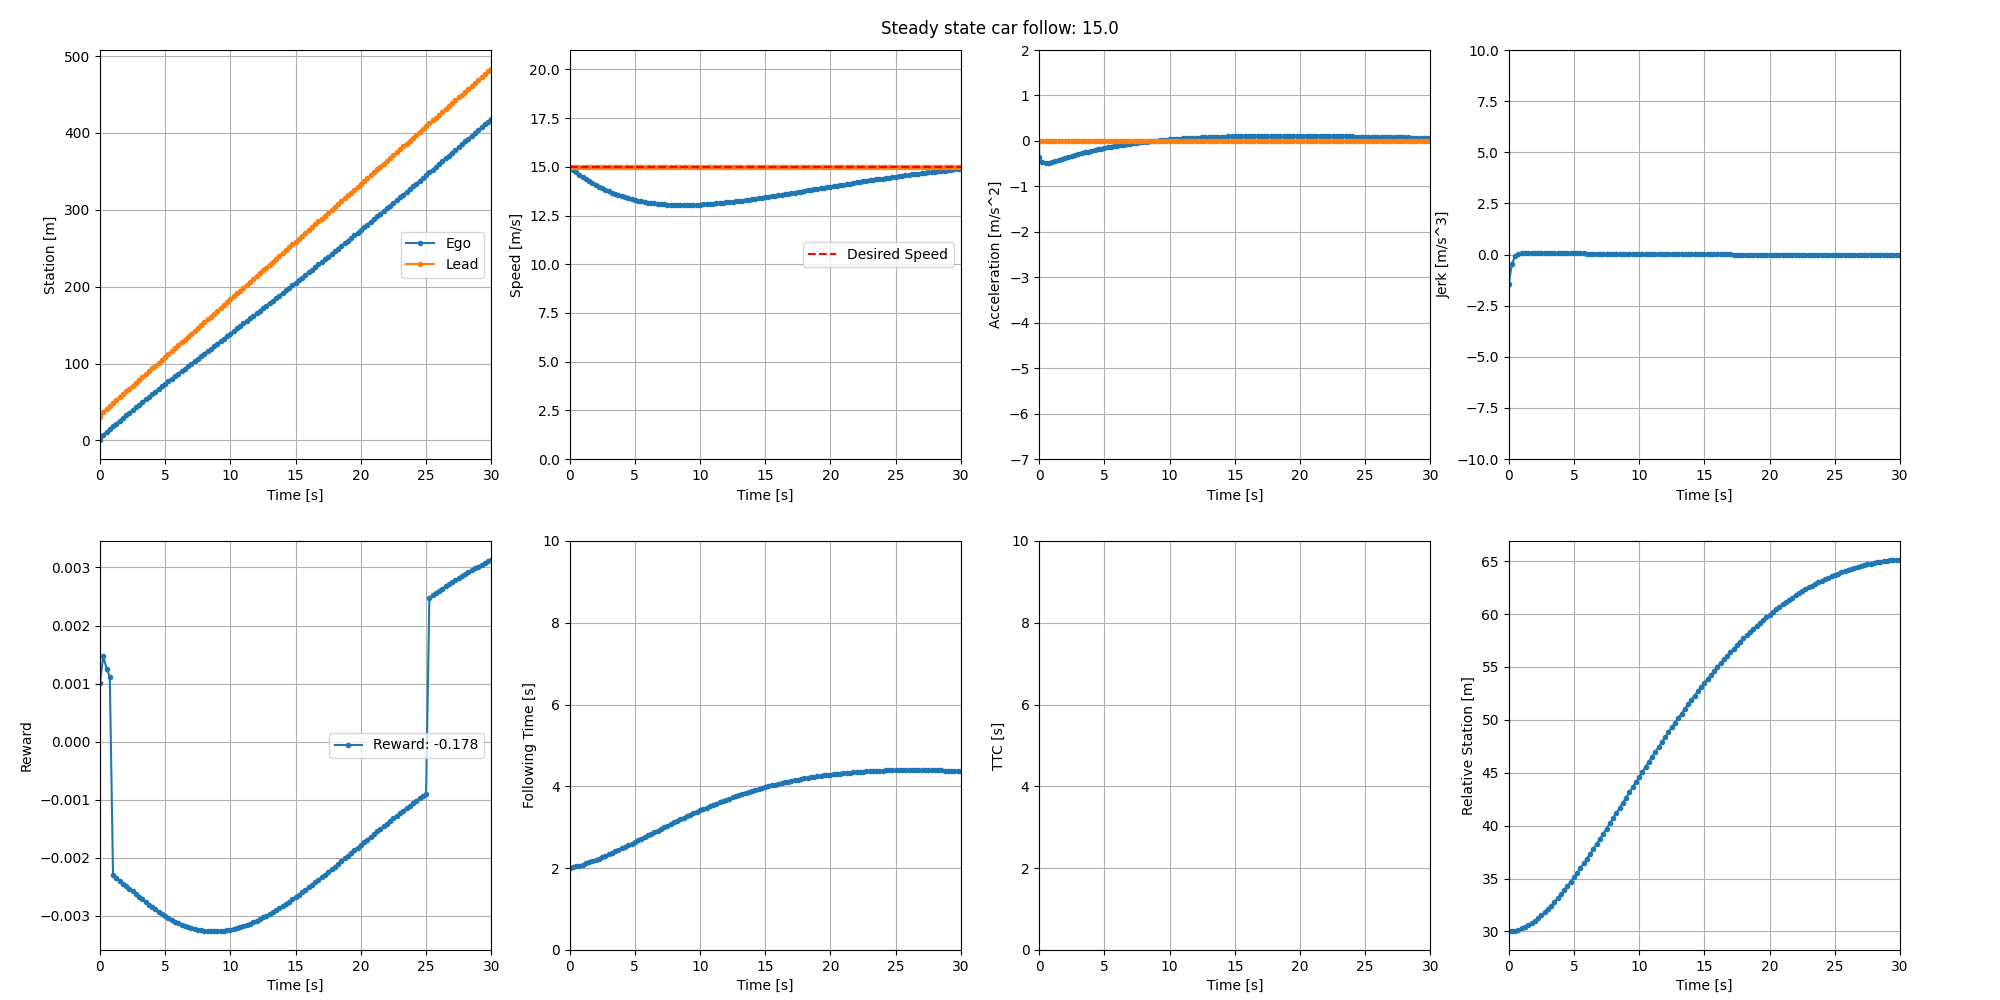 Steady state car follow: 15.0
500
400
300
200
100
0
Station [m]
0 5 10 15 20 25 30
Time [s]
Ego
Lead
20.0
17.5
15.0
12.5
10.0
7.5
5.0
2.5
0.0
Speed [m/s]
0 5 10 15 20 25 30
Time [s]
Desired Speed
2
1
0
−1
−2
−3
−4
−5
−6
−7
Acceleration [m/s^2]
0 5 10 15 20 25 30
Time [s]
10.0
7.5
5.0
2.5
0.0
−2.5
−5.0
−7.5
−10.0
Jerk [m/s^3]
0 5 10 15 20 25 30
Time [s]
0.003
0.002
0.001
0.000
−0.001
−0.002
−0.003
Reward
0 5 10 15 20 25 30
Time [s]
Reward: -0.178
10
8
6
4
2
0
Following Time [s]
0 5 10 15 20 25 30
Time [s]
10
8
6
4
2
0
TTC [s]
0 5 10 15 20 25 30
Time [s]
65
60
55
50
45
40
35
30
Relative Station [m]
0 5 10 15 20 25 30
Time [s]